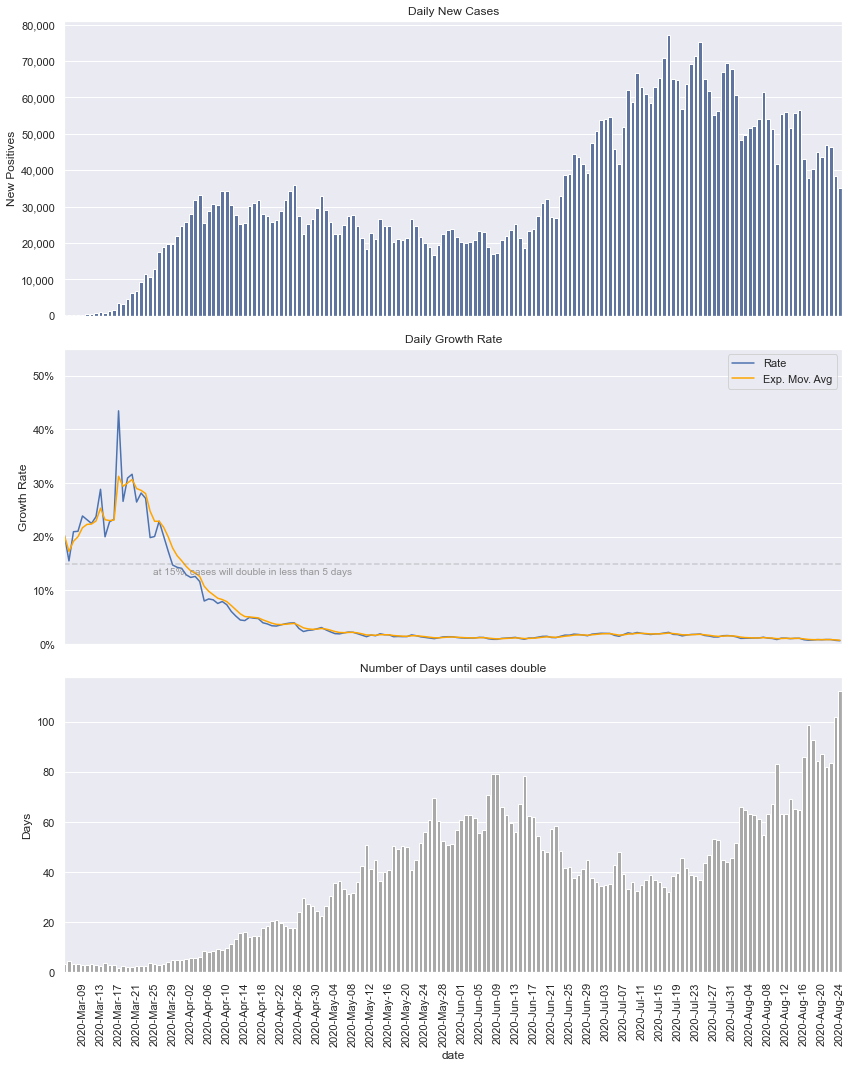 Daily New Cases
80,000
70,000
60,000
50,000
40,000
30,000
20,000
10,000
0
New Positives
Daily Growth Rate
50%
40%
30%
20%
10%
0%
Growth Rate
Rate
Exp. Mov. Avg
at 15%, cases will double in less than 5 days
Number of Days until cases double
100
80
60
40
20
0
Days
2020-Mar-09
2020-Mar-13
2020-Mar-17
2020-Mar-21
2020-Mar-25
2020-Mar-29
2020-Apr-02
2020-Apr-06
2020-Apr-10
2020-Apr-14
2020-Apr-18
2020-Apr-22
2020-Apr-26
2020-Apr-30
2020-May-04
2020-May-08
2020-May-12
2020-May-16
2020-May-20
2020-May-24
2020-May-28
2020-Jun-01
2020-Jun-05
2020-Jun-09
2020-Jun-13
2020-Jun-17
2020-Jun-21
2020-Jun-25
2020-Jun-29
2020-Jul-03
2020-Jul-07
2020-Jul-11
2020-Jul-15
2020-Jul-19
2020-Jul-23
2020-Jul-27
2020-Jul-31
2020-Aug-04
2020-Aug-08
2020-Aug-12
2020-Aug-16
2020-Aug-20
2020-Aug-24
date